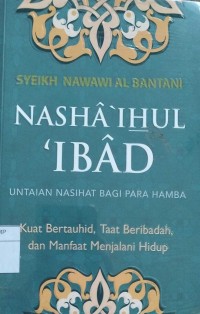 SYEIKH NAWAWI AL BANTANI
NASHÂ`IHUL
'IBÂD
UNTAIAN NASIHAT BAGI PARA HAMBA
Kuat Bertauhid, Taat Beribadah,
dan Manfaat Menjalani Hidup